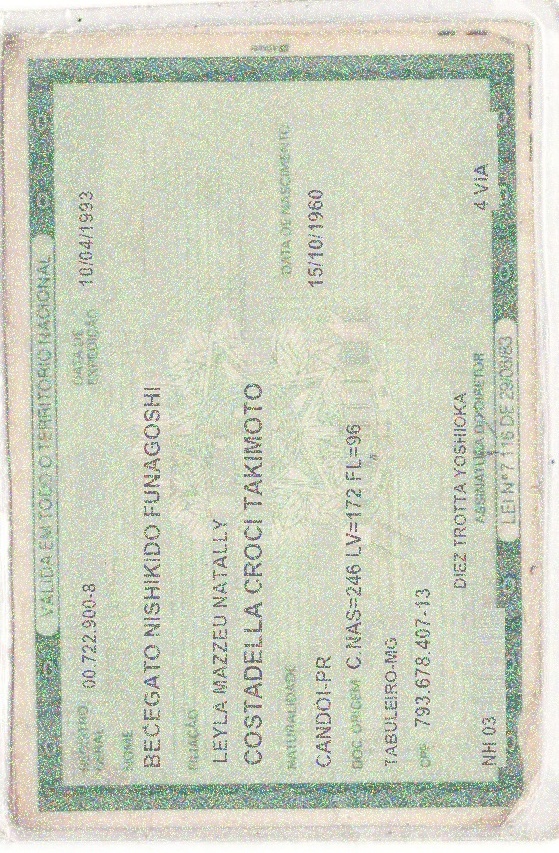 VÁLIDA EM TODO O TERRITÓRIO NACIONAL
REGISTRO GERAL 00.722.900-8 DATA DE EXPEDIÇÃO 10/04/1993
NOME
BECEGATO NISHIKIDO FUNAGOSHI
FILIAÇÃO
LEYLA MAZZEU NATALLY
COSTADELLA CROCI TAKIMOTO
NATURALIDADE DATA DE NASCIMENTO
CANDOI-PR 15/10/1960
DOC ORIGEM C.NAS=246 LV=172 FL=96
TABULEIRO-MG
CPF 793.678.407-13
DIEZ TROTTA YOSHIOKA
ASSINATURA DO DIRETOR
NH 03 4 VIA
LEI Nº 7.116 DE 29/08/83